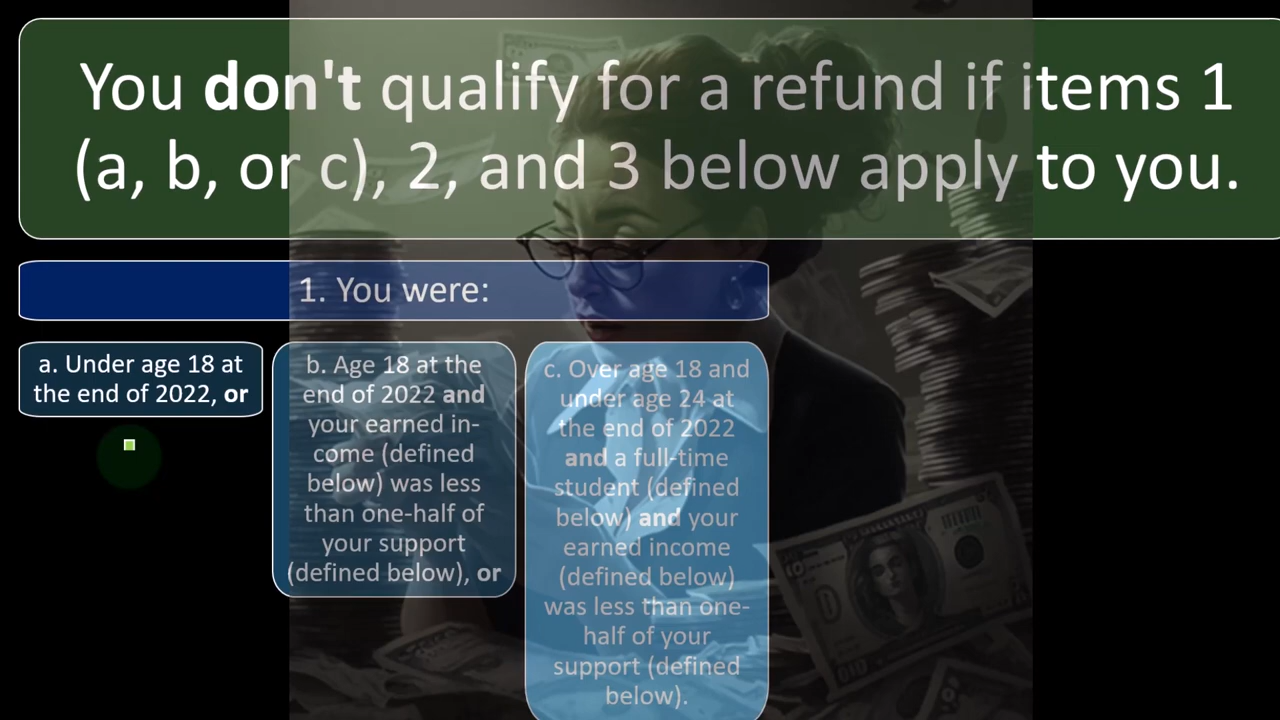 You don't qualify for a refund if items 1
(a, b, or c), 2, and 3 below apply to you.
1. You were:
a. Under age 18 at
the end of 2022, or
b. Age 18 at the
end of 2022 and
your earned in-
come (defined
below) was less
than one-half of
your support
(defined below), or
c. Over age 18 and
under age 24 at
the end of 2022
and a full-time
student (defined
below) and your
earned income
(defined below)
was less than one-
half of your
support (defined
below).